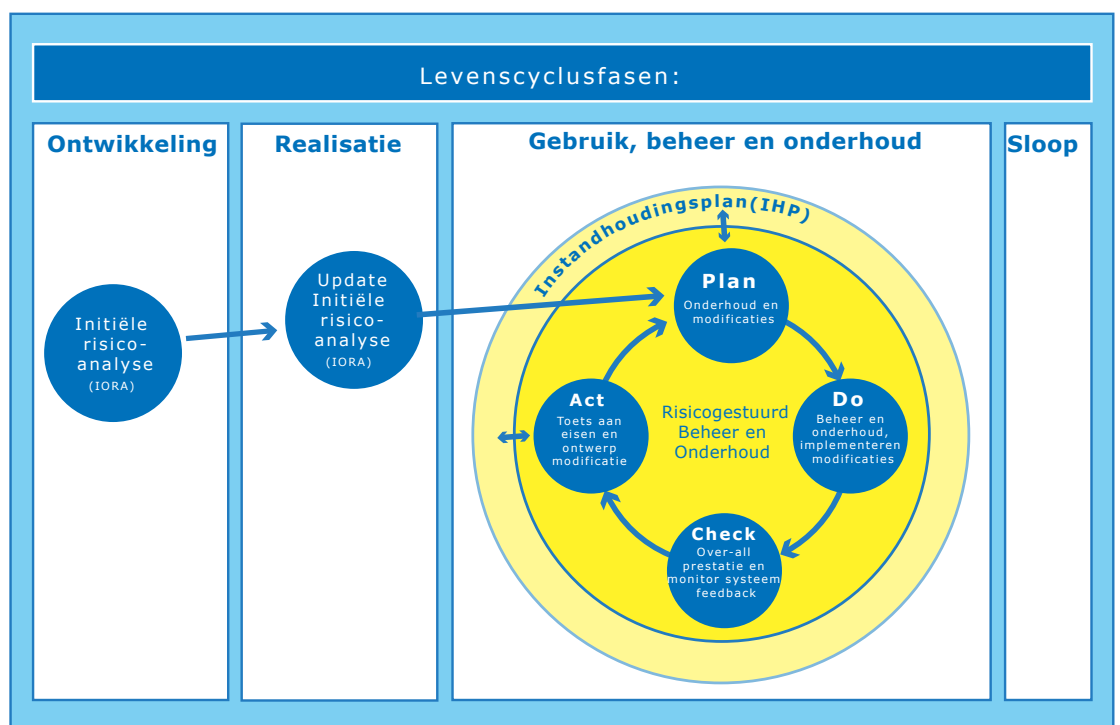 Levenscyclusfasen:
Ontwikkeling
Initiële
risico-
analyse
(IORA)
Realisatie
Update
Initiële
risico-
analyse
(IORA)
Gebruik, beheer en onderhoud
Instandhoudingsplan(IHP)
Plan
Onderhoud en
modificaties
Do
Beheer en
onderhoud,
implementeren
modificaties
Check
Over-all
prestatie en
monitor systeem
feedback
Act
Toets aan
eisen en
ontwerp
modificatie
Risicogestuurd
Beheer en
Onderhoud
Sloop